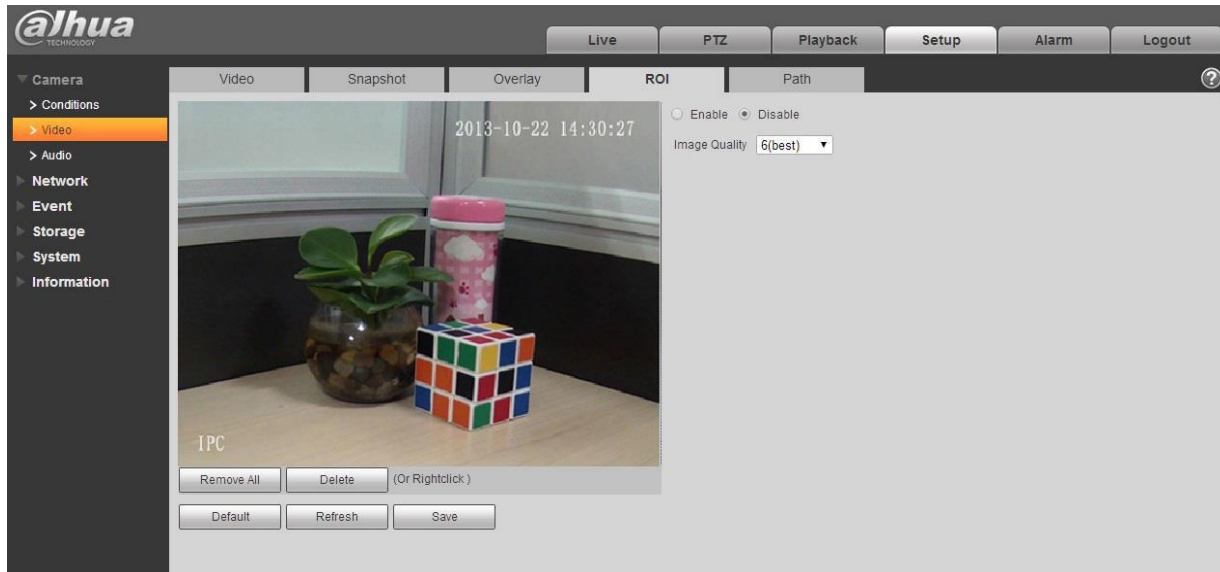 alhua
TECHNOLOGY
Live PTZ Playback Setup Alarm Logout
Camera
> Conditions
> Video
> Audio
Network
Event
Storage
System
Information
Video Snapshot Overlay ROI Path ?
2013-10-22 14:30:27
IPC
Enable Disable
Image Quality 6(best)
Remove All Delete (Or Rightclick )
Default Refresh Save